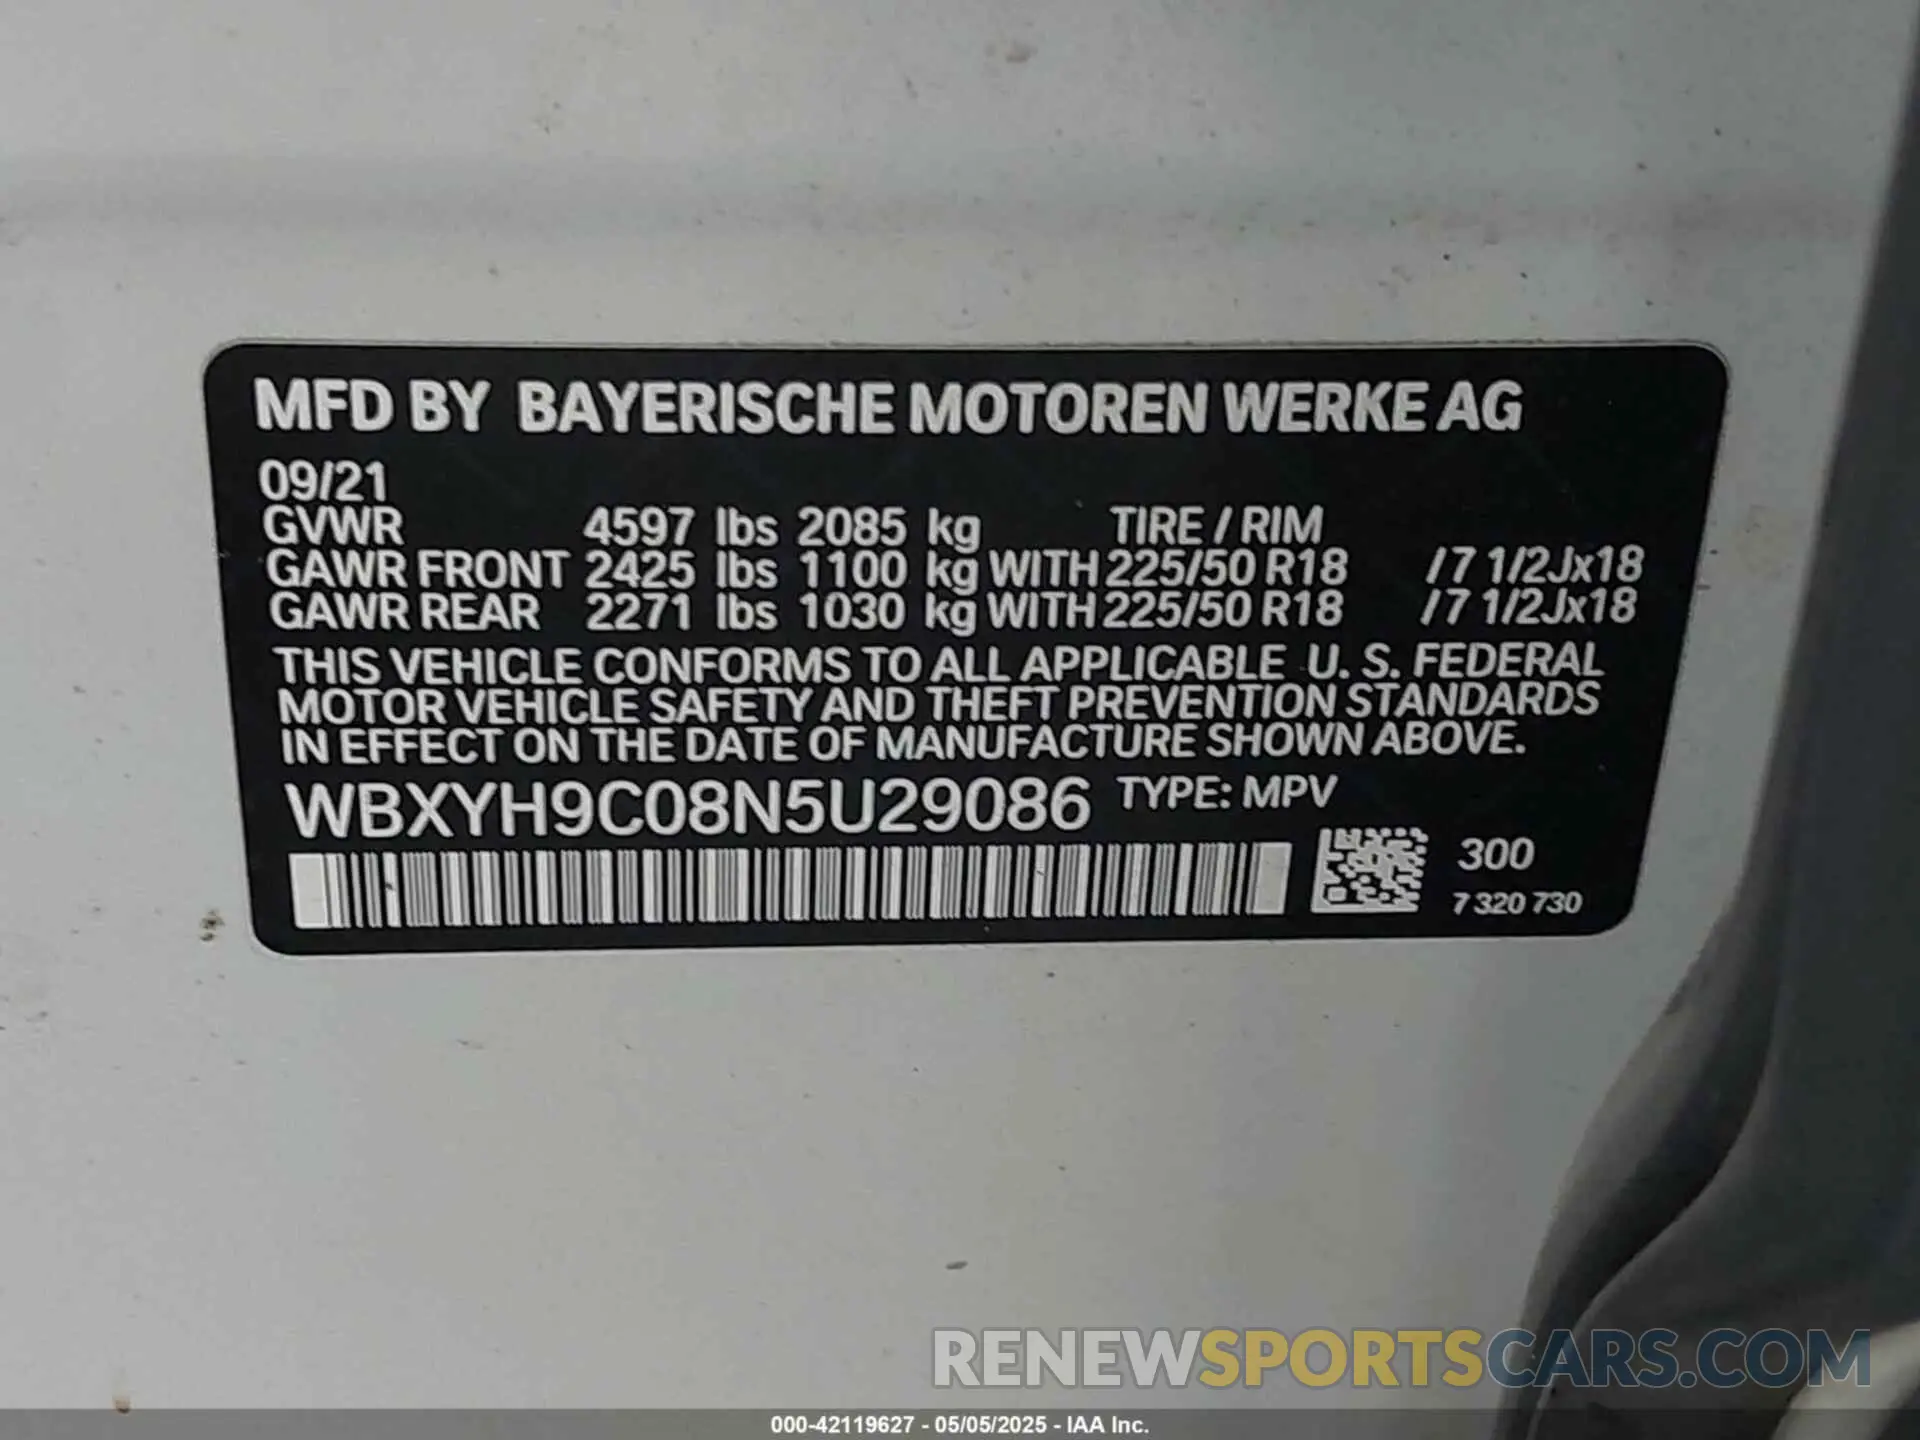 MFD BY BAYERISCHE MOTOREN WERKE AG
09/21
GVWR 4597 lbs 2085 kg TIRE / RIM
GAWR FRONT 2425 lbs 1100 kg WITH 225/50 R18 /7 1/2Jx18
GAWR REAR 2271 lbs 1030 kg WITH 225/50 R18 /7 1/2Jx18
THIS VEHICLE CONFORMS TO ALL APPLICABLE U. S. FEDERAL
MOTOR VEHICLE SAFETY AND THEFT PREVENTION STANDARDS
IN EFFECT ON THE DATE OF MANUFACTURE SHOWN ABOVE.
WBXYH9C08N5U29086 TYPE: MPV
300
7 320 730
RENEWSPORTSCARS.COM
000-42119627 - 05/05/2025 - IAA Inc.